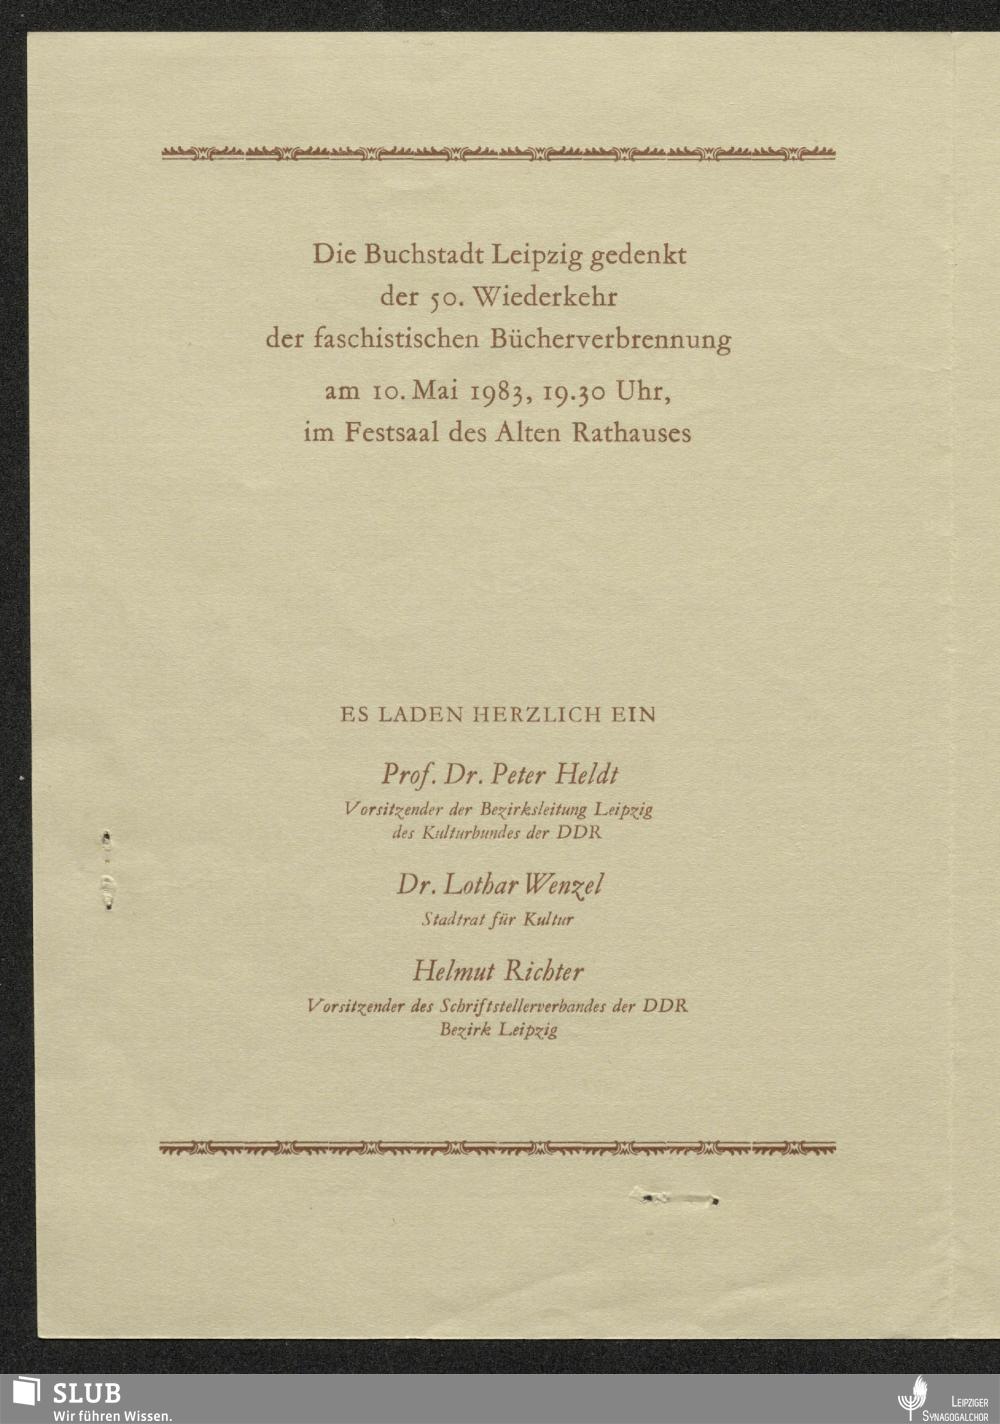 Die Buchstadt Leipzig gedenkt
der 50. Wiederkehr
der faschistischen Bücherverbrennung
am 10. Mai 1983, 19.30 Uhr,
im Festsaal des Alten Rathauses
ES LADEN HERZLICH EIN
Prof. Dr. Peter Heldt
Vorsitzender der Bezirksleitung Leipzig
des Kulturbundes der DDR
Dr. Lothar Wenzel
Stadtrat für Kultur
Helmut Richter
Vorsitzender des Schriftstellerverbandes der DDR
Bezirk Leipzig
SLUB
Wir führen Wissen.
LEIPZIGER
SYNAGOGALCHOR